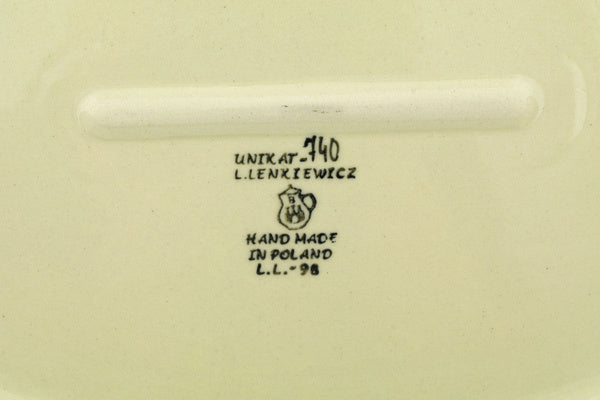 UNIKAT-740
L.LENKIEWICZ
B
HAND MADE
IN POLAND
L.L.-98